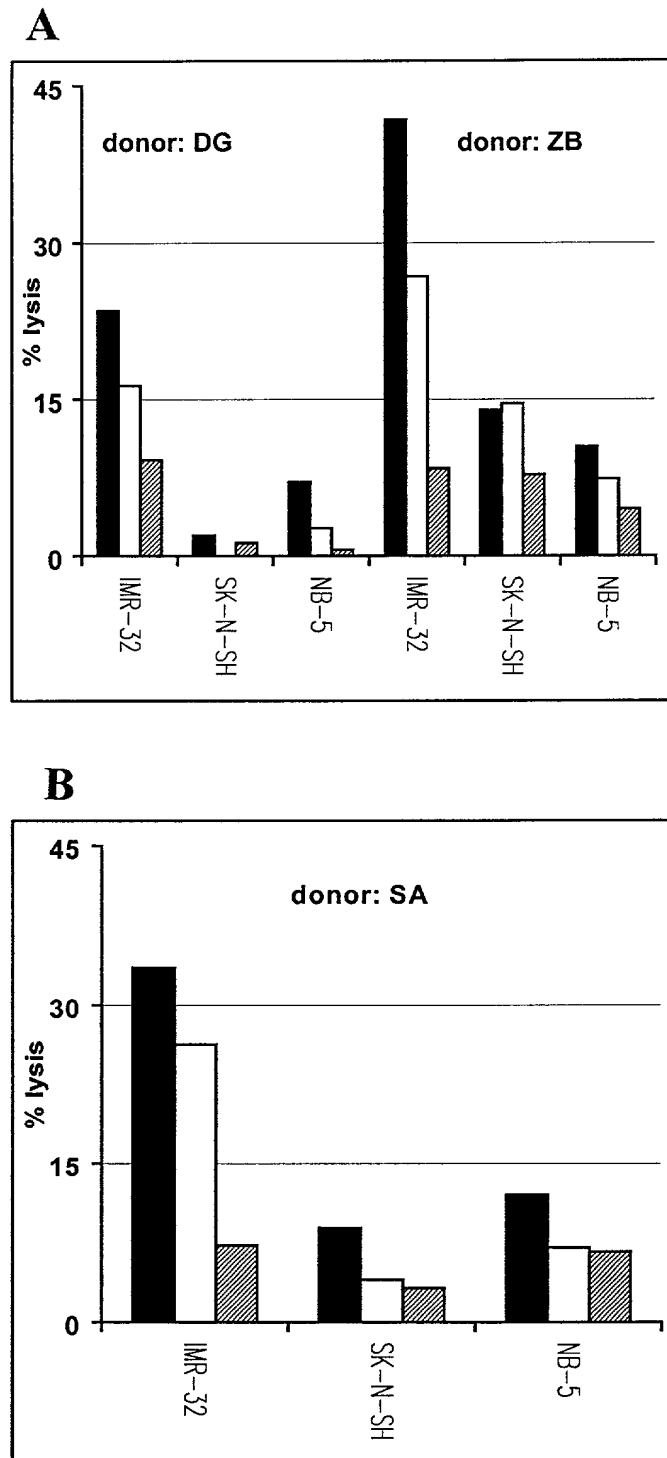 A
45
donor: DG
donor: ZB
30
% lysis
15
0
IMR-32
SK-N-SH
NB-5
IMR-32
SK-N-SH
NB-5
B
45
donor: SA
30
% lysis
15
0
IMR-32
SK-N-SH
NB-5